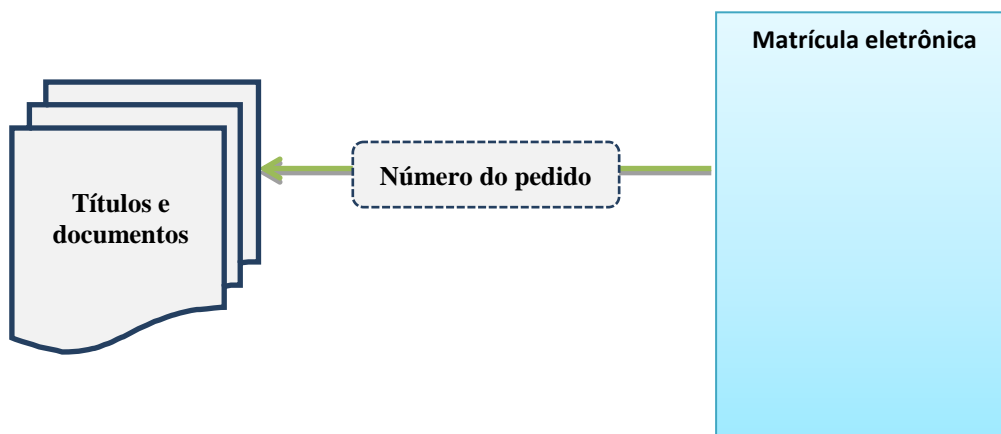 Matrícula eletrônica
Número do pedido
Títulos e
documentos